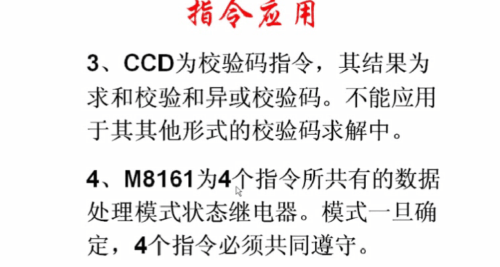 指令应用
3、CCD为校验码指令，其结果为
求和校验和异或校验码。不能应用
于其其他形式的校验码求解中。
4、M8161为4个指令所共有的数据
处理模式状态继电器。模式一旦确
定，4个指令必须共同遵守。